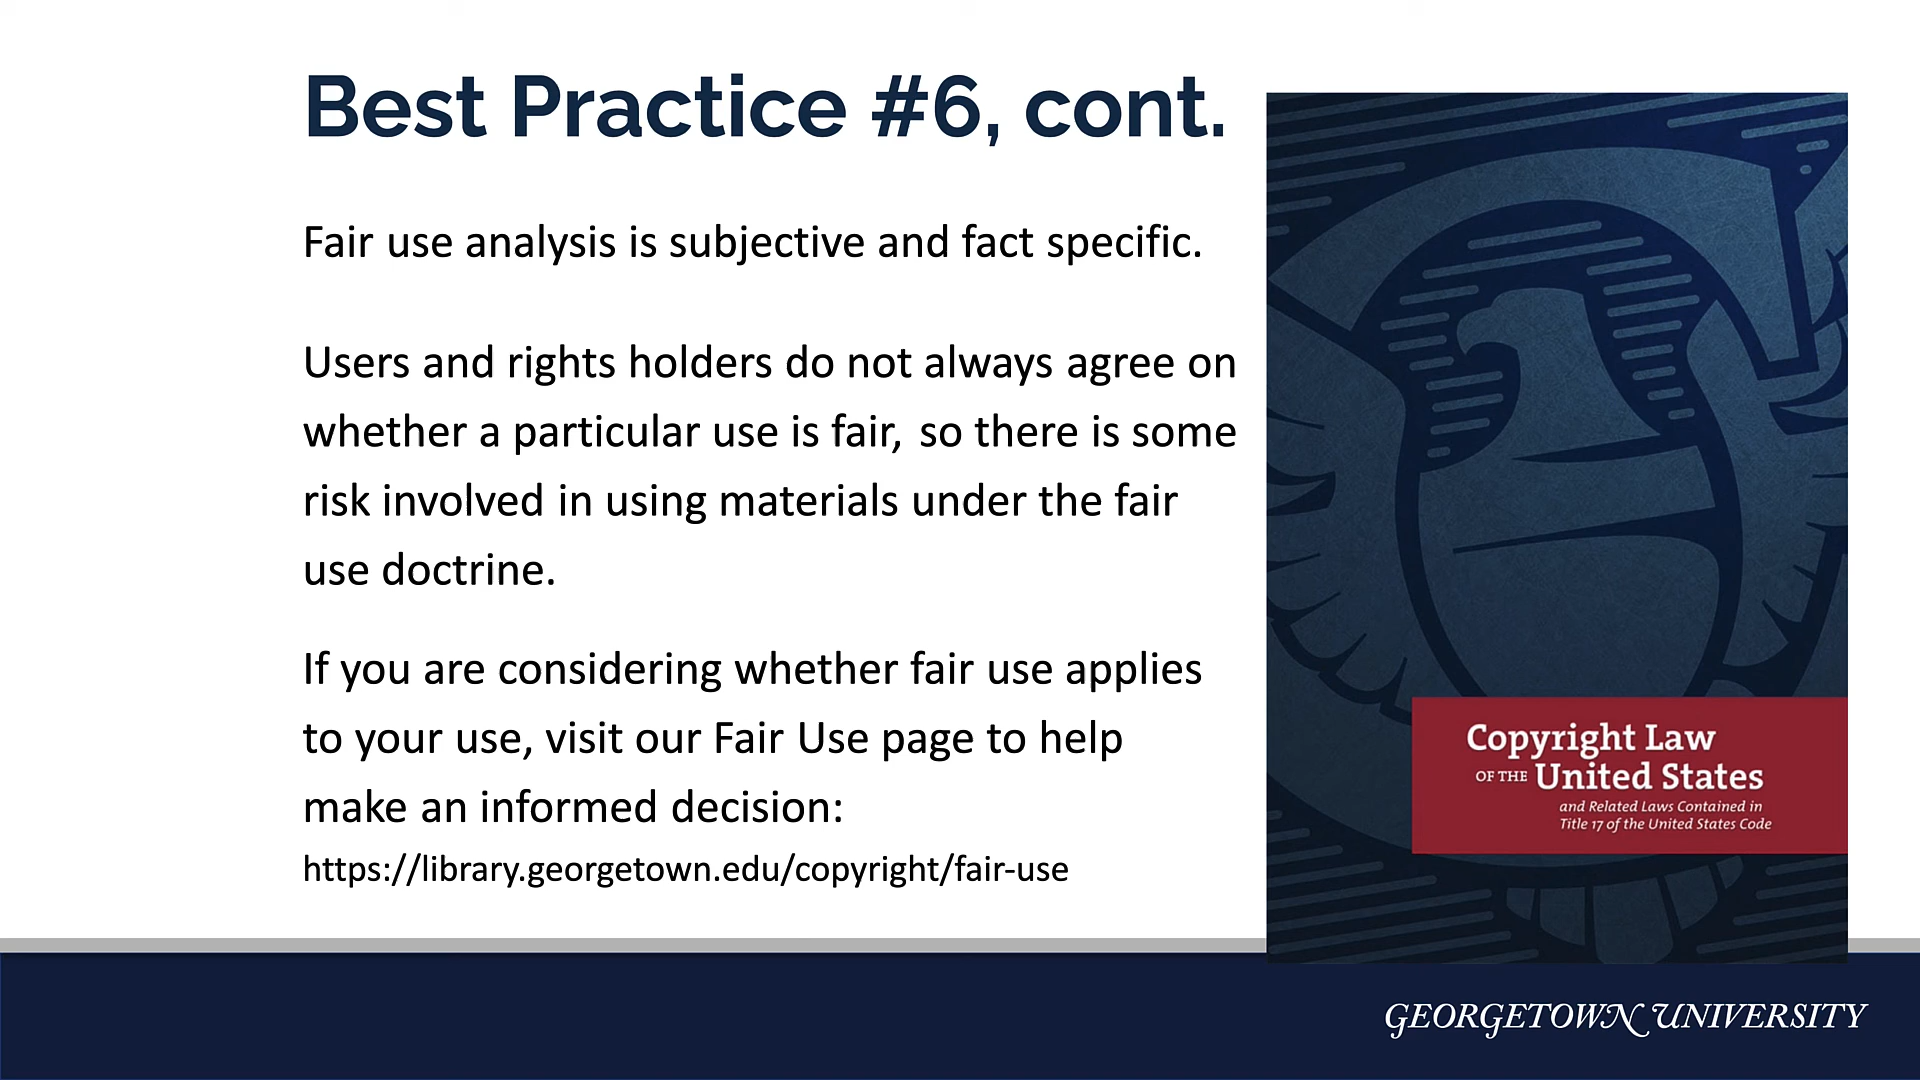 Best Practice #6, cont.
Fair use analysis is subjective and fact specific.
Users and rights holders do not always agree on
whether a particular use is fair, so there is some
risk involved in using materials under the fair
use doctrine.
If you are considering whether fair use applies
to your use, visit our Fair Use page to help
make an informed decision:
https://library.georgetown.edu/copyright/fair-use
Copyright Law
OF THE United States
and Related Laws Contained in
Title 17 of the United States Code
GEORGETOWN UNIVERSITY